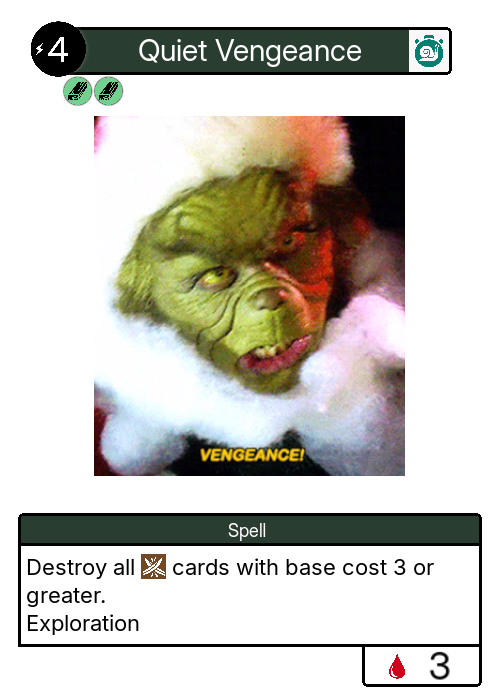 4 Quiet Vengeance
VENGEANCE!
Spell
Destroy all cards with base cost 3 or
greater.
Exploration
3